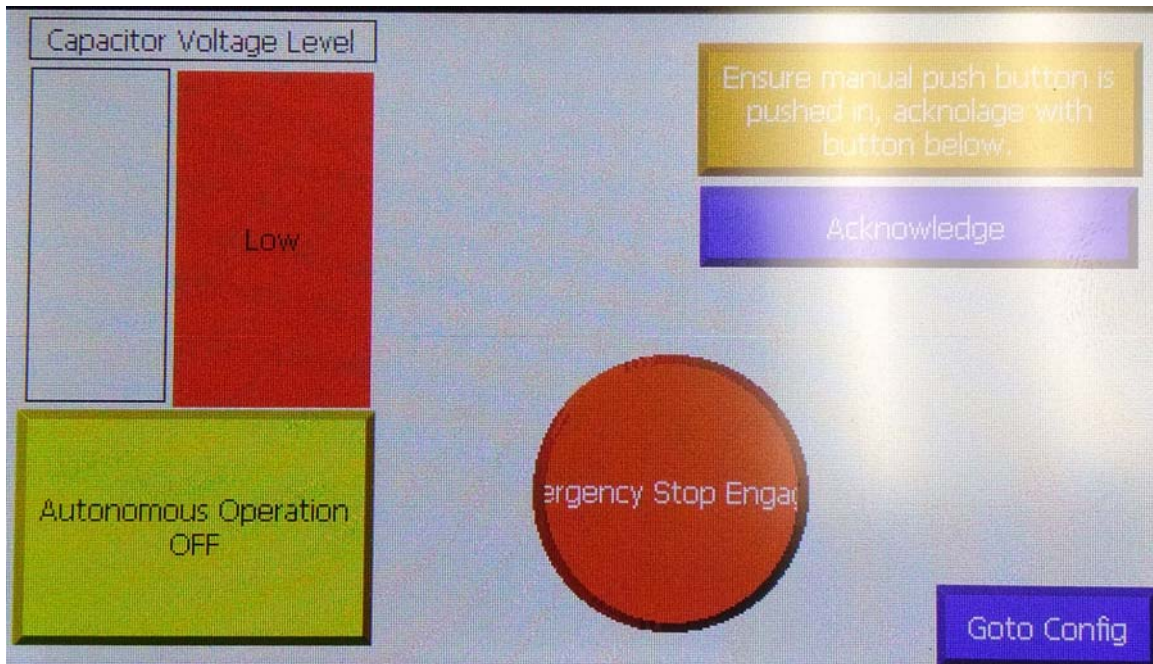 Capacitor Voltage Level
Low
Autonomous Operation
OFF
Ensure manual push button is
pushed in, acknolage with
button below.
Acknowledge
ergency Stop Engag
Goto Config